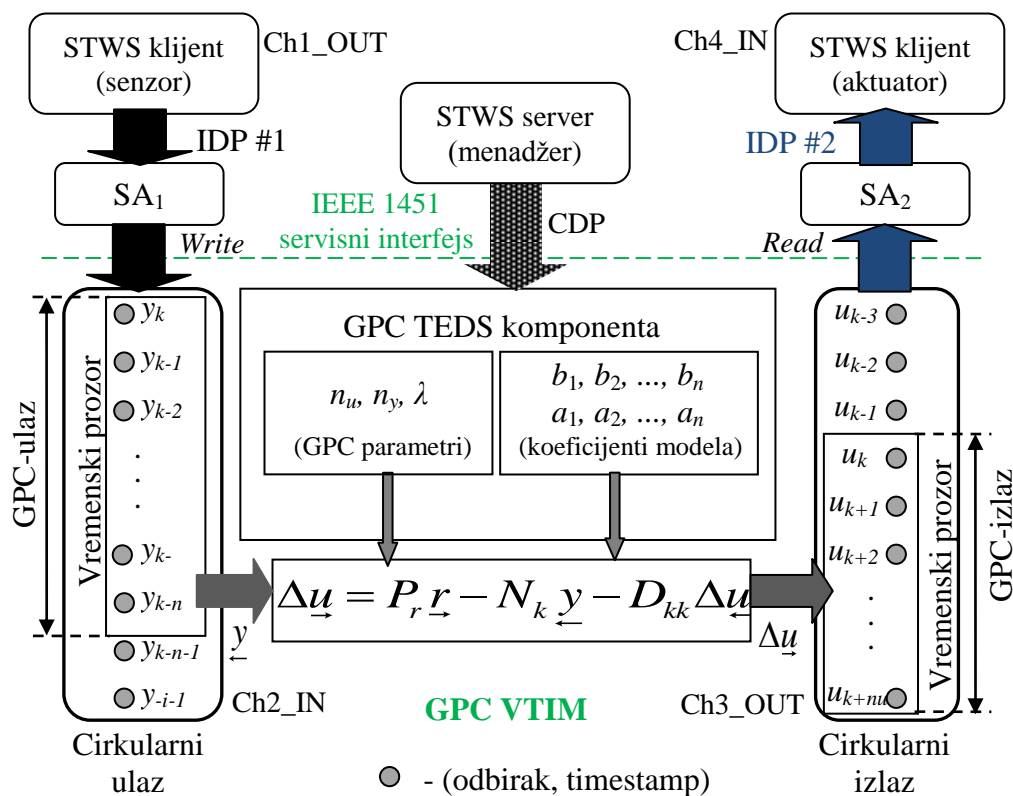 STWS klijent
(senzor)
Ch1_OUT
Ch4_IN
STWS klijent
(aktuator)
STWS server
(menadžer)
IDP #1
IDP #2
SA1
SA2
IEEE 1451
servisni interfejs
CDP
Write
Read
GPC-ulaz
Vremenski prozor
yk
yk-1
yk-2
.
.
.
yk-
yk-n
yk-n-1
y-i-1
GPC TEDS komponenta
nu, ny, λ
(GPC parametri)
b1, b2, ..., bn
a1, a2, ..., an
(koeficijenti modela)
Δu = Pr r − Nk y − Dkk Δu
y
Δu
uk-3
uk-2
uk-1
uk
uk+1
uk+2
.
.
.
uk+nu
Vremenski prozor
GPC-izlaz
Ch2_IN
GPC VTIM
Ch3_OUT
Cirkularni
ulaz
Cirkularni
izlaz
- (odbirak, timestamp)